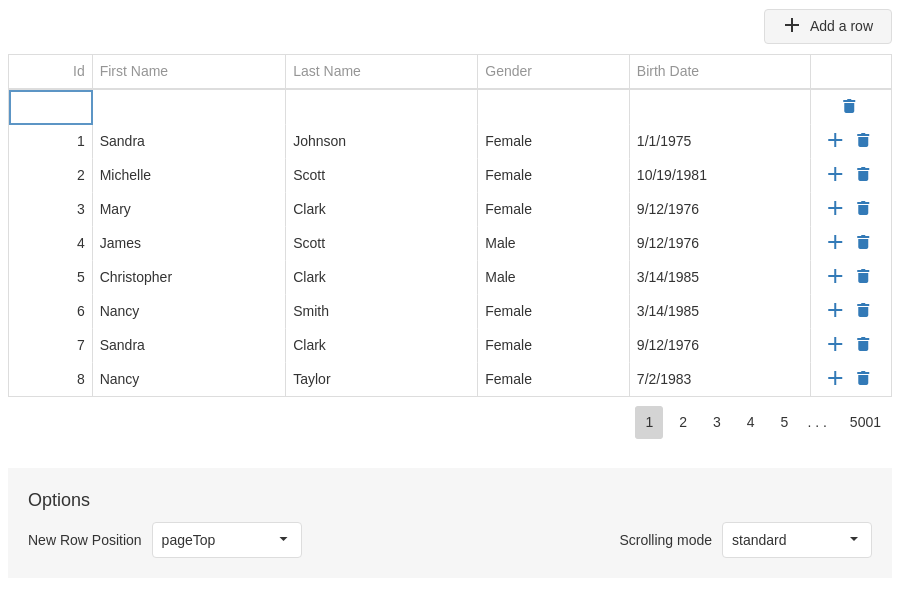 Add a row
Id First Name Last Name Gender Birth Date
1 Sandra Johnson Female 1/1/1975
2 Michelle Scott Female 10/19/1981
3 Mary Clark Female 9/12/1976
4 James Scott Male 9/12/1976
5 Christopher Clark Male 3/14/1985
6 Nancy Smith Female 3/14/1985
7 Sandra Clark Female 9/12/1976
8 Nancy Taylor Female 7/2/1983
1 2 3 4 5 . . . 5001
Options
New Row Position pageTop Scrolling mode standard